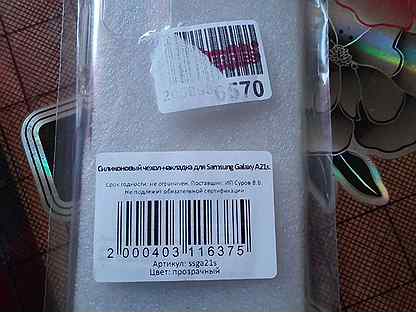 6570
Силиконовый чехол-накладка для Samsung Galaxy A21s.
Срок годности: не ограничен. Поставщик: ИП Суров В.В.
Не подлежит обязательной сертификации
2 000403 116375
Артикул: ssga21s
Цвет: прозрачный